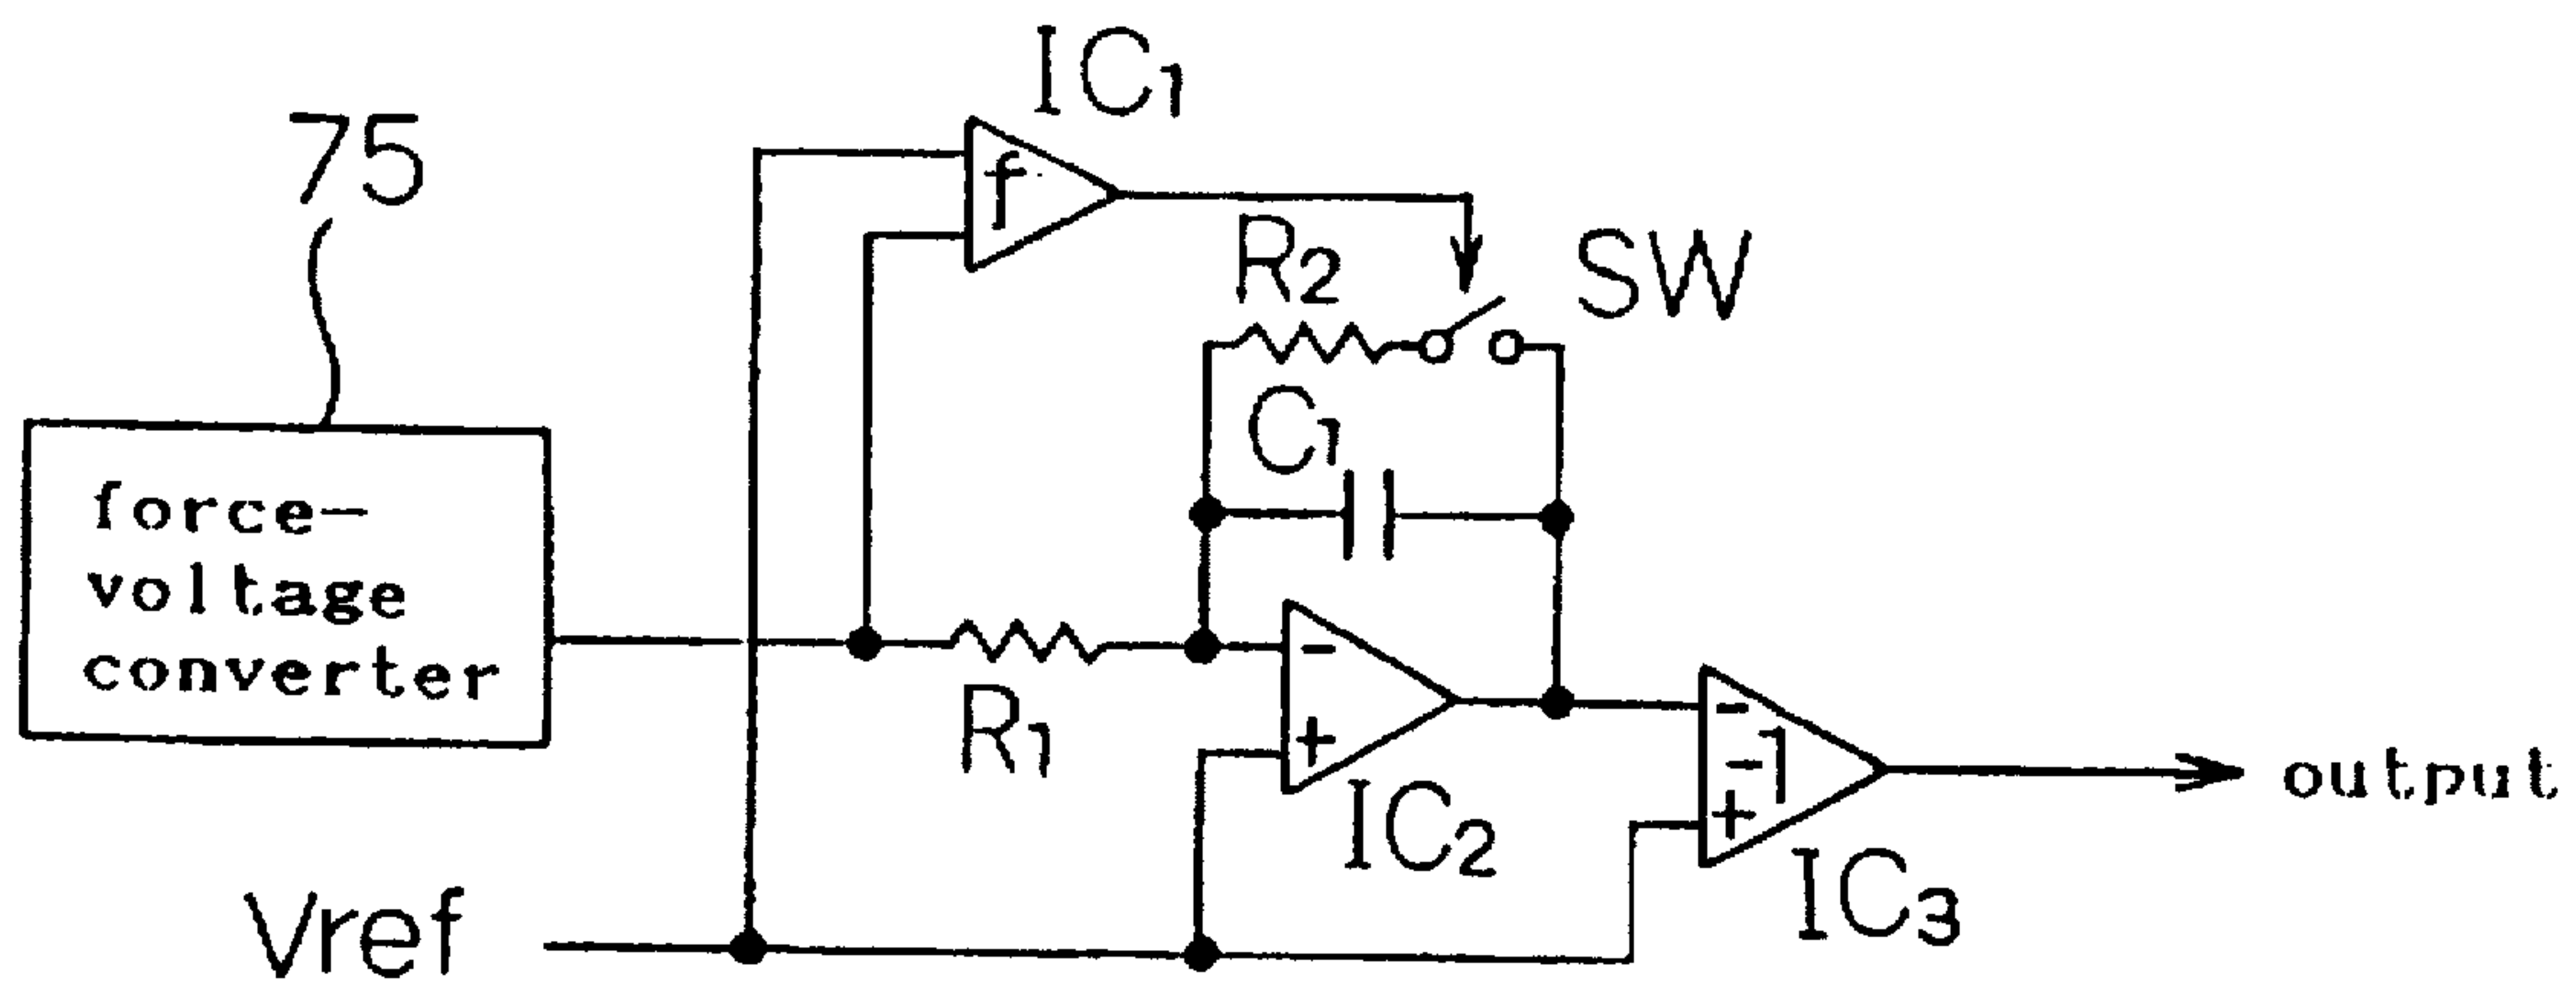 IC1
75
f
R2
SW
C1
force-
voltage
converter
-
R1
+
IC2
-
-1
+
IC3
output
Vref